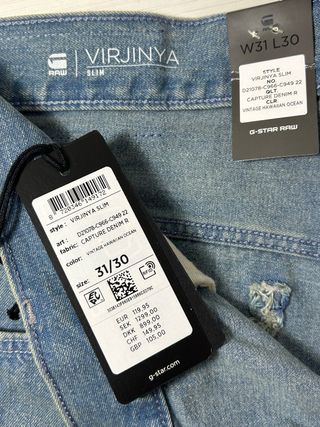 G
RAW
VIRJINYA
SLIM
W31 L30
STYLE
VIRJINYA SLIM
NO.
D21078-C966-C949 22
QLT
CAPTURE DENIM R
CLR
VINTAGE HAWAIIAN OCEAN
G-STAR RAW
8 720346 149172
style : VIRJINYA SLIM
art : D21078-C966-C949 22
fabric: CAPTURE DENIM R
color: VINTAGE HAWAIIAN OCEAN
size: 31/30
EUR 119.95
SEK 1299.00
DKK 899.00
CHF 149.95
GBP 105.00
g-star.com